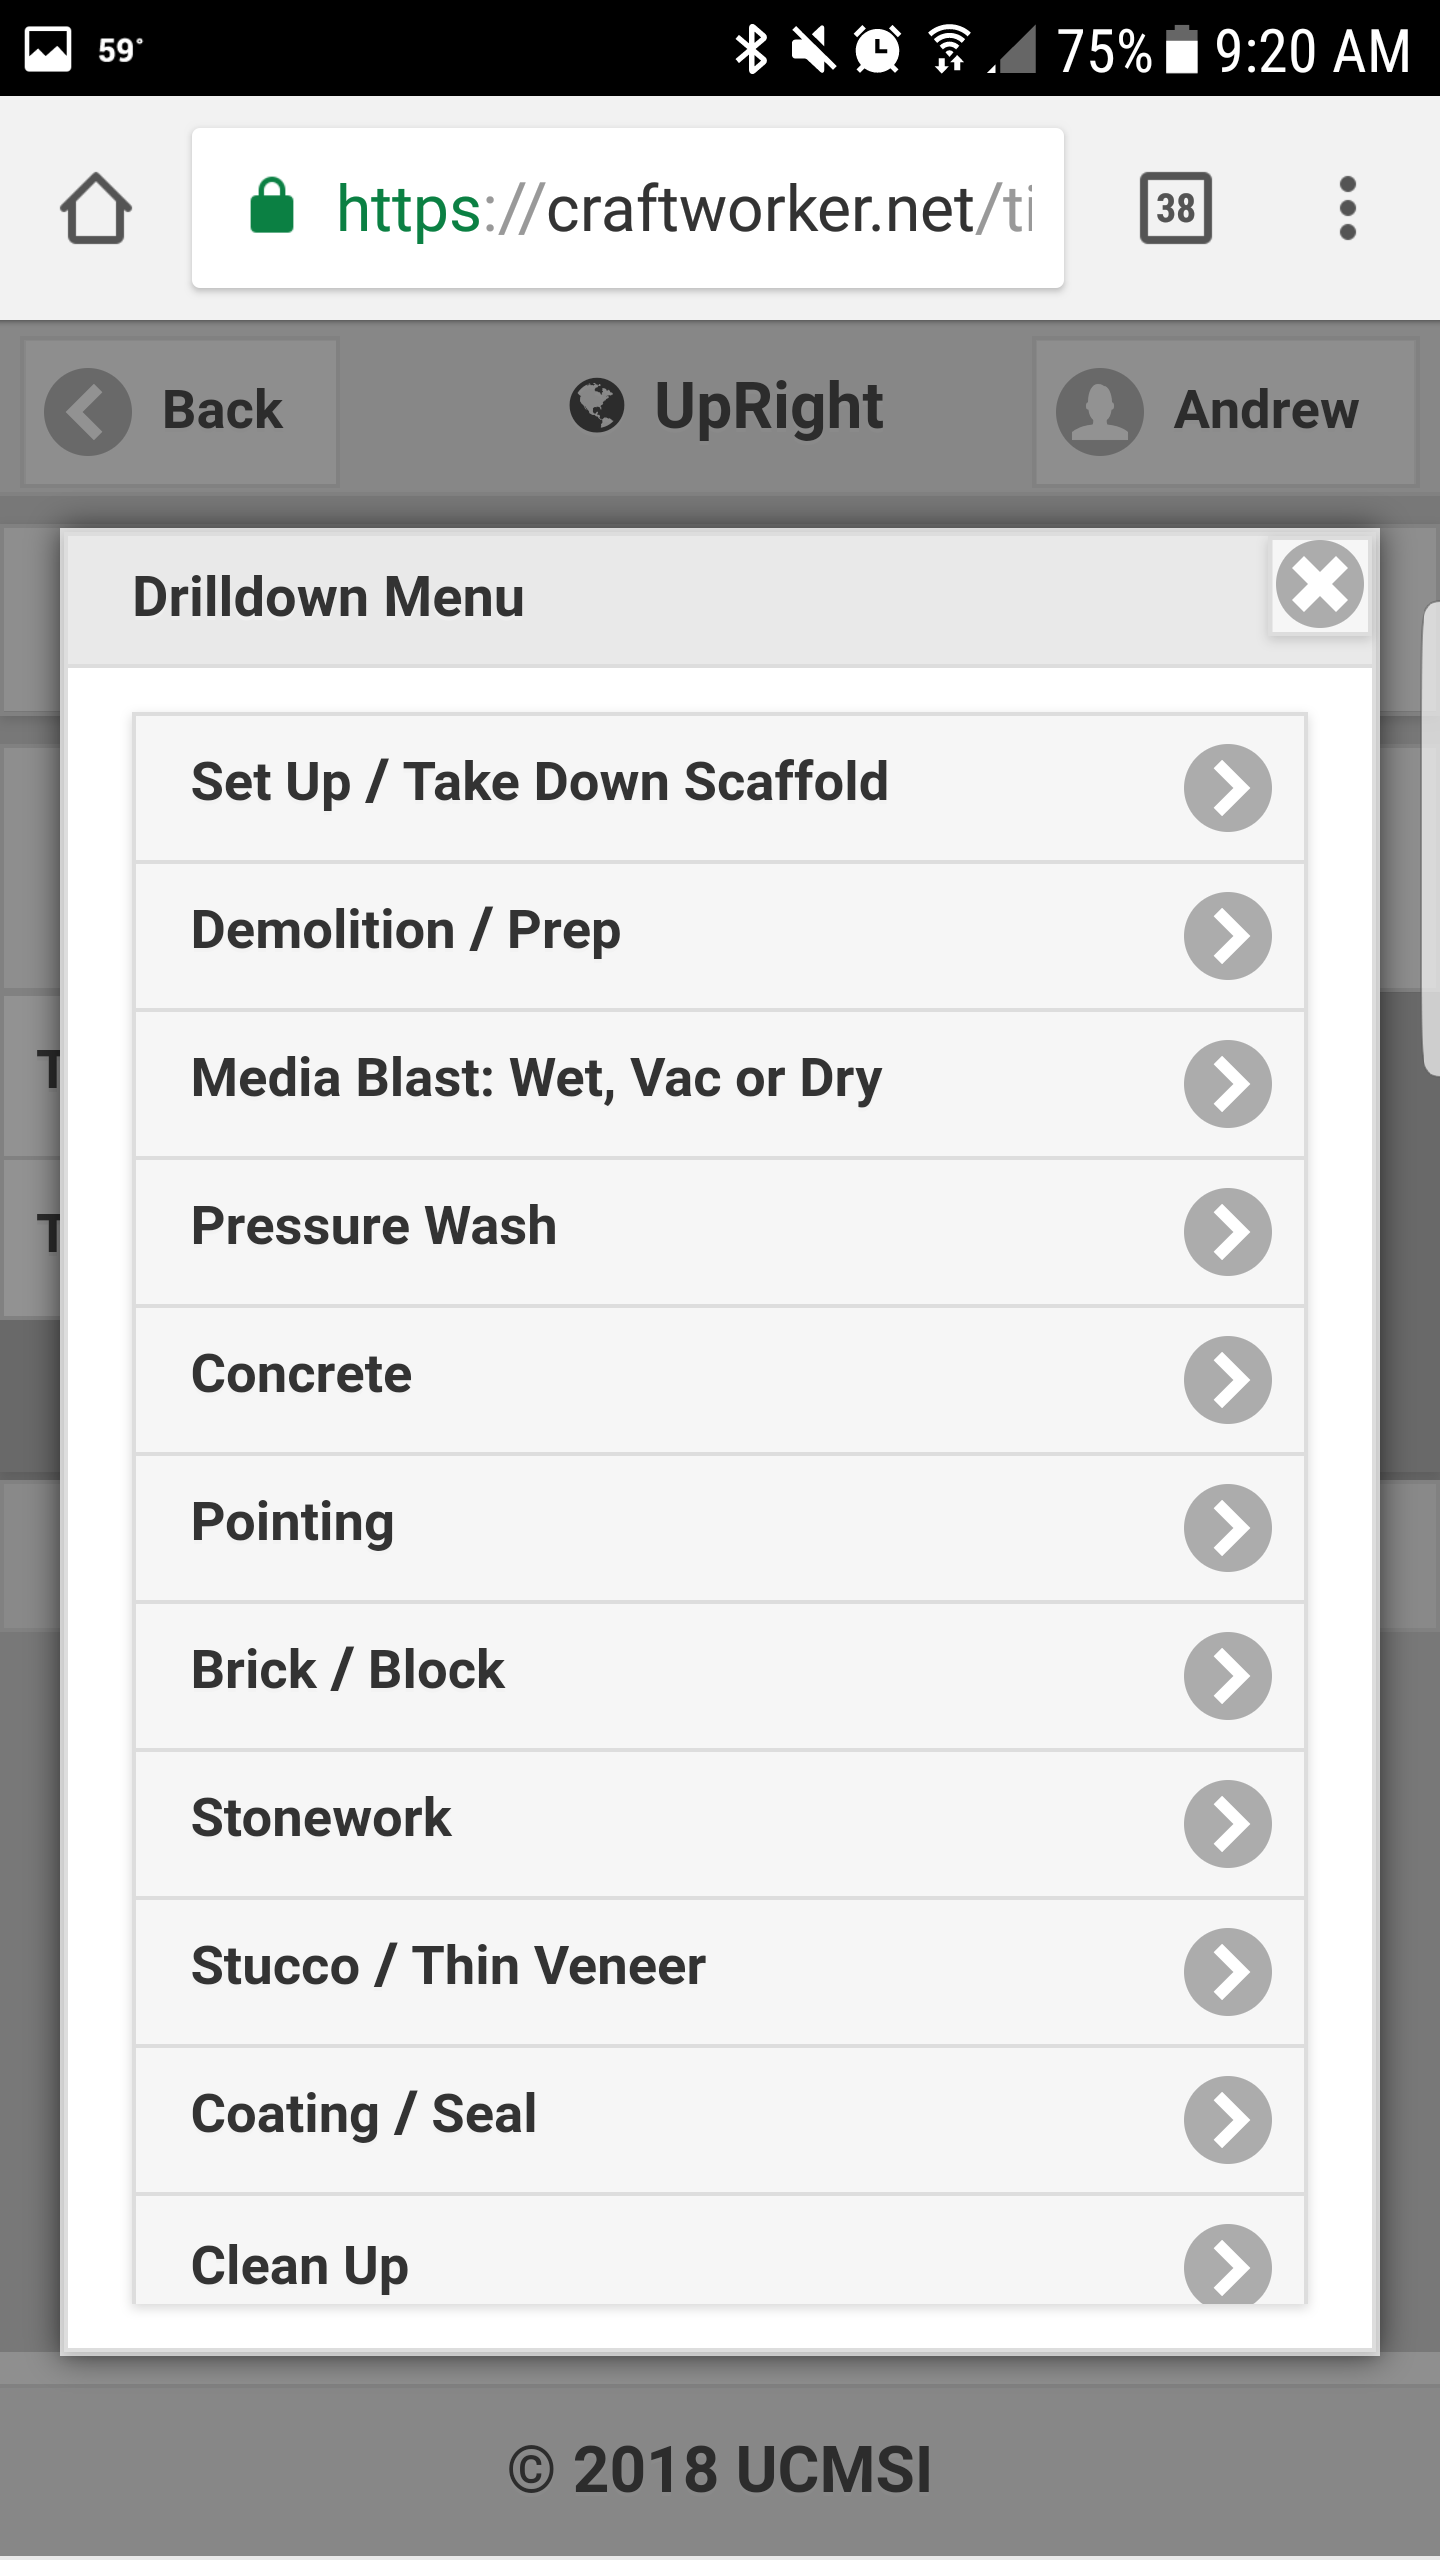 59°
75% 9:20 AM
https://craftworker.net/ti
38
Back
UpRight
Andrew
Drilldown Menu
Set Up / Take Down Scaffold
Demolition / Prep
Media Blast: Wet, Vac or Dry
Pressure Wash
Concrete
Pointing
Brick / Block
Stonework
Stucco / Thin Veneer
Coating / Seal
Clean Up
T
T
© 2018 UCMSI